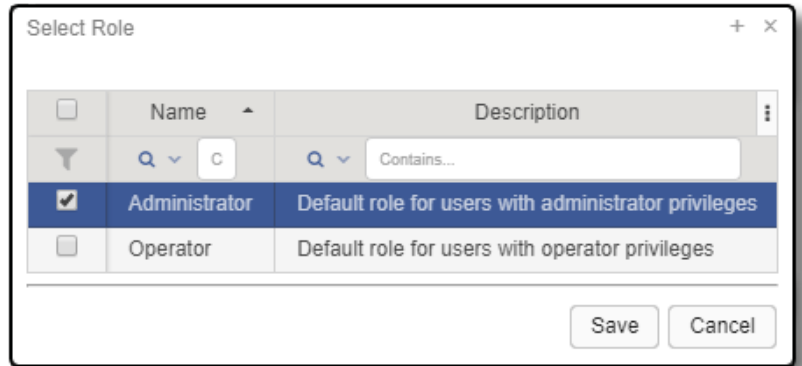 Select Role
Name Description
C Contains...
Administrator Default role for users with administrator privileges
Operator Default role for users with operator privileges
Save Cancel